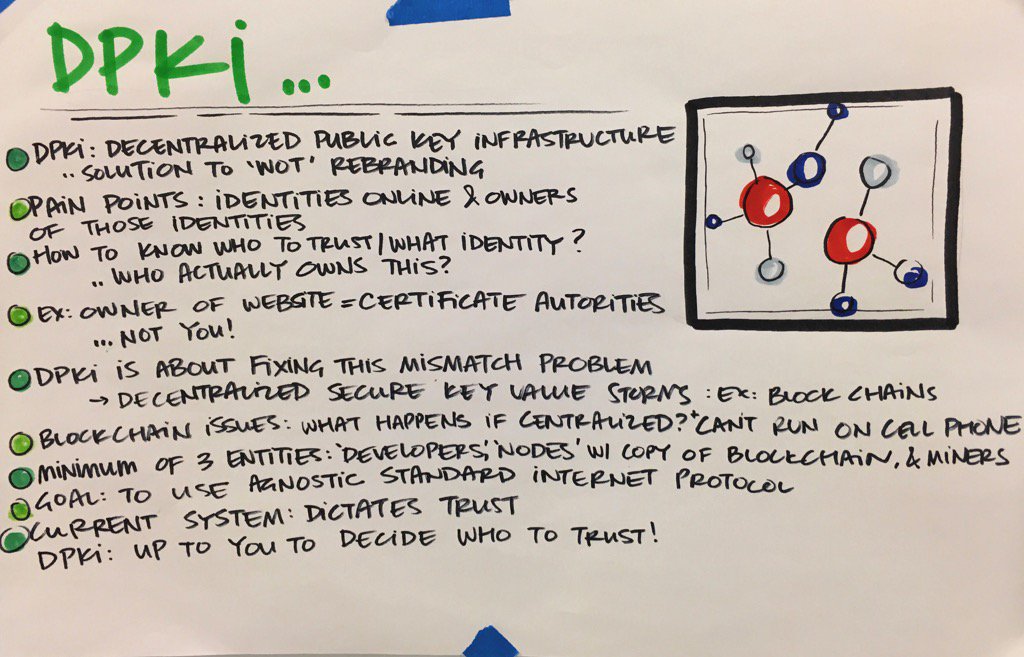 DPKi...
DPKi: DECENTRALIZED PUBLIC KEY INFRASTRUCTURE
.. SOLUTION TO 'WOT' REBRANDING
PAIN POINTS: IDENTITIES ONLINE & OWNERS
OF THOSE IDENTITIES
HOW TO KNOW WHO TO TRUST/WHAT IDENTITY?
.. WHO ACTUALLY OWNS THIS?
EX: OWNER OF WEBSITE = CERTIFICATE AUTORITIES
... NOT YOU!
DPKi IS ABOUT FIXING THIS MISMATCH PROBLEM
→ DECENTRALIZED SECURE KEY VALUE STORMS: EX: BLOCK CHAINS
BLOCKCHAIN ISSUES: WHAT HAPPENS IF CENTRALIZED? + CANT RUN ON CELL PHONE
MINIMUM OF 3 ENTITIES: 'DEVELOPERS', 'NODES' W/ COPY OF BLOCKCHAIN, & MINERS
GOAL: TO USE AGNOSTIC STANDARD INTERNET PROTOCOL
CURRENT SYSTEM: DICTATES TRUST
DPKi: UP TO YOU TO DECIDE WHO TO TRUST!